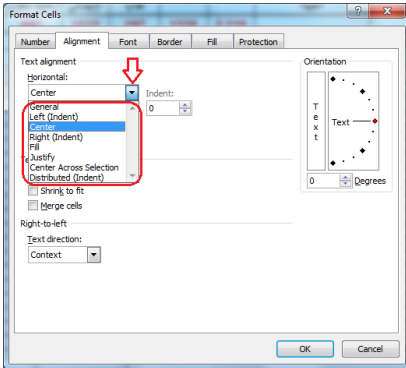 Format Cells
Number Alignment Font Border Fill Protection
Text alignment
Horizontal:
Center
Indent:
0
General
Left (Indent)
Center
Right (Indent)
Fill
Justify
Center Across Selection
Distributed (Indent)
Te
Shrink to fit
Merge cells
Right-to-left
Text direction:
Context
Orientation
Text
Text
0 Degrees
OK Cancel